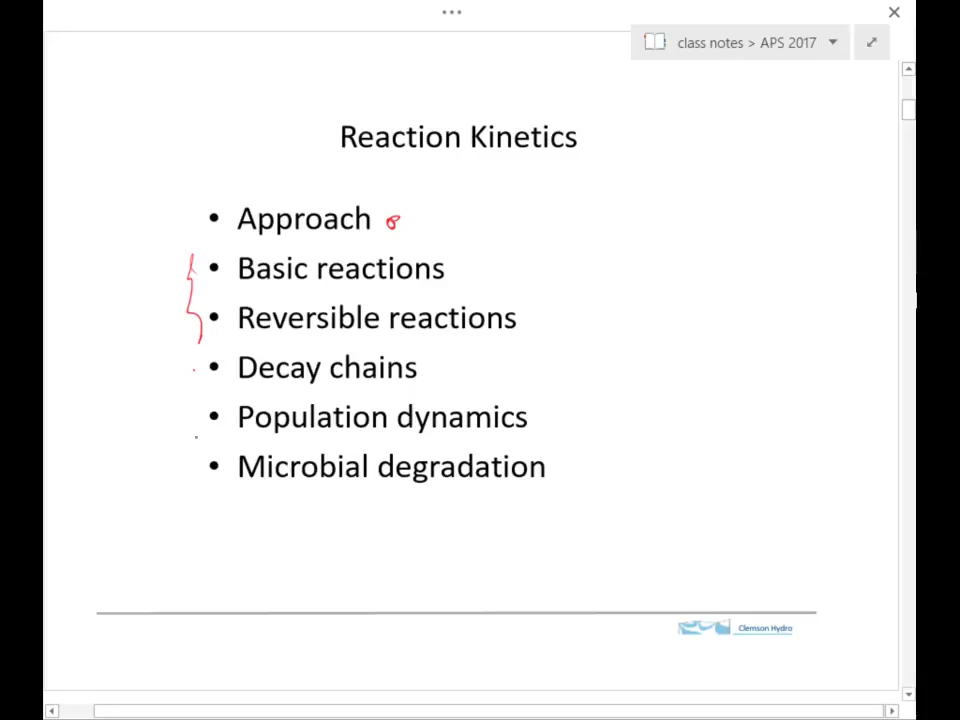 class notes > APS 2017
Reaction Kinetics
• Approach
• Basic reactions
• Reversible reactions
• Decay chains
• Population dynamics
• Microbial degradation
Clemson Hydro